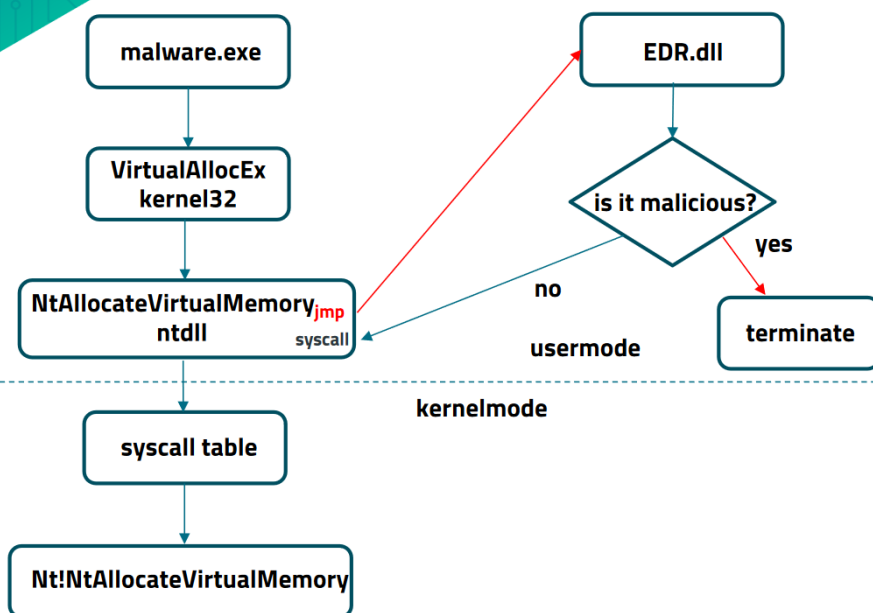 malware.exe
EDR.dll
VirtualAllocEx
kernel32
is it malicious?
yes
no
NtAllocateVirtualMemory
jmp
ntdll
syscall
usermode
terminate
kernelmode
syscall table
Nt!NtAllocateVirtualMemory